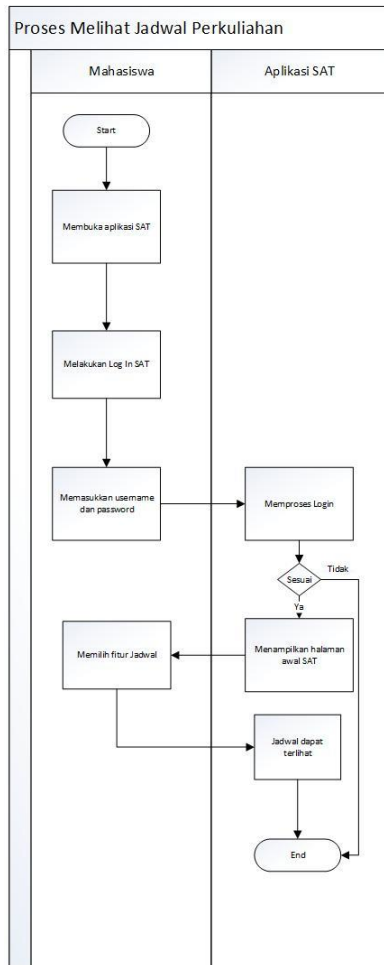 Proses Melihat Jadwal Perkuliahan
Mahasiswa
Aplikasi SAT
Start
Membuka aplikasi SAT
Melakukan Log In SAT
Memasukkan username
dan password
Memproses Login
Sesuai
Tidak
Ya
Menampilkan halaman
awal SAT
Memilih fitur Jadwal
Jadwal dapat
terlihat
End